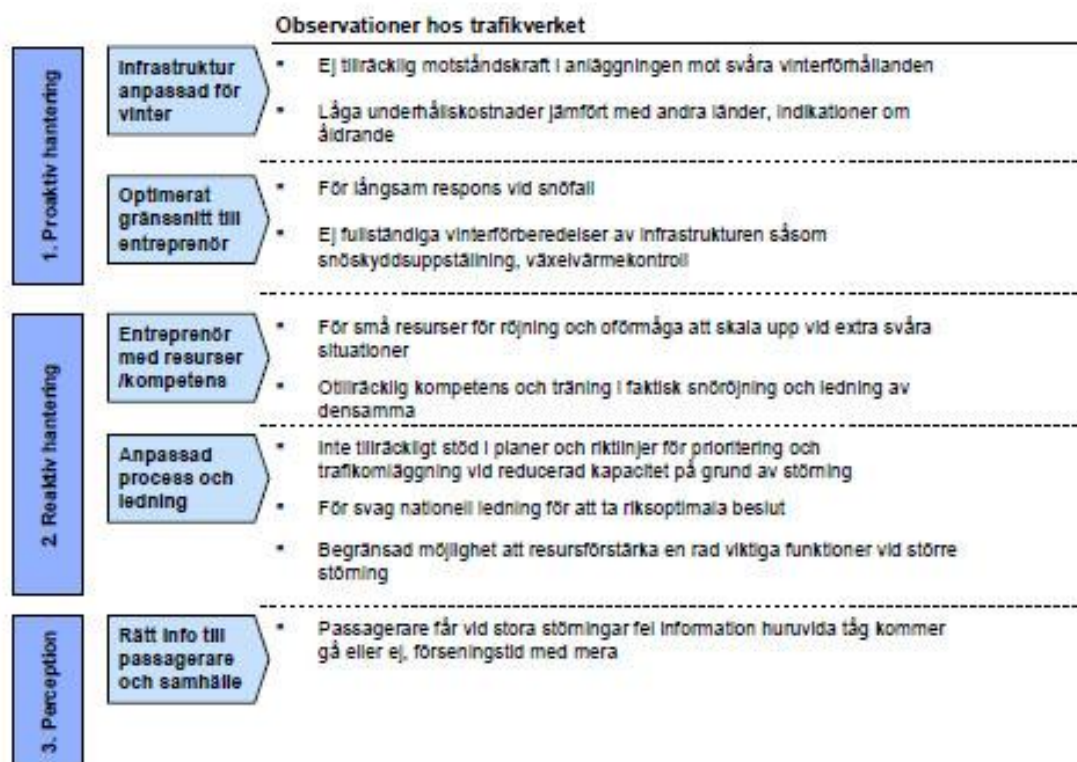 Observationer hos trafikverket
1. Proaktiv hantering
Infrastruktur
anpassad för
vinter
Ej tillräcklig motståndskraft i anläggningen mot svåra vinterförhållanden
Låga underhållskostnader jämfört med andra länder, indikationer om
åldrande
Optimerat
gränssnitt till
entreprenör
För långsam respons vid snöfall
Ej fullständiga vinterförberedelser av infrastrukturen såsom
snöskyddsuppställning, växelvärmekontroll
2. Reaktiv hantering
Entreprenör
med resurser
/kompetens
För små resurser för röjning och oförmåga att skala upp vid extra svåra
situationer
Otillräcklig kompetens och träning i faktisk snöröjning och ledning av
densamma
Anpassad
process och
ledning
Inte tillräckligt stöd i planer och riktlinjer för prioritering och
trafikomläggning vid reducerad kapacitet på grund av störning
För svag nationell ledning för att ta riksoptimala beslut
Begränsad möjlighet att resursförstärka en rad viktiga funktioner vid större
störning
3. Perception
Rätt info till
passagerare
och samhälle
Passagerare får vid stora störningar fel information huruvida tåg kommer
gå eller ej, förseningstid med mera